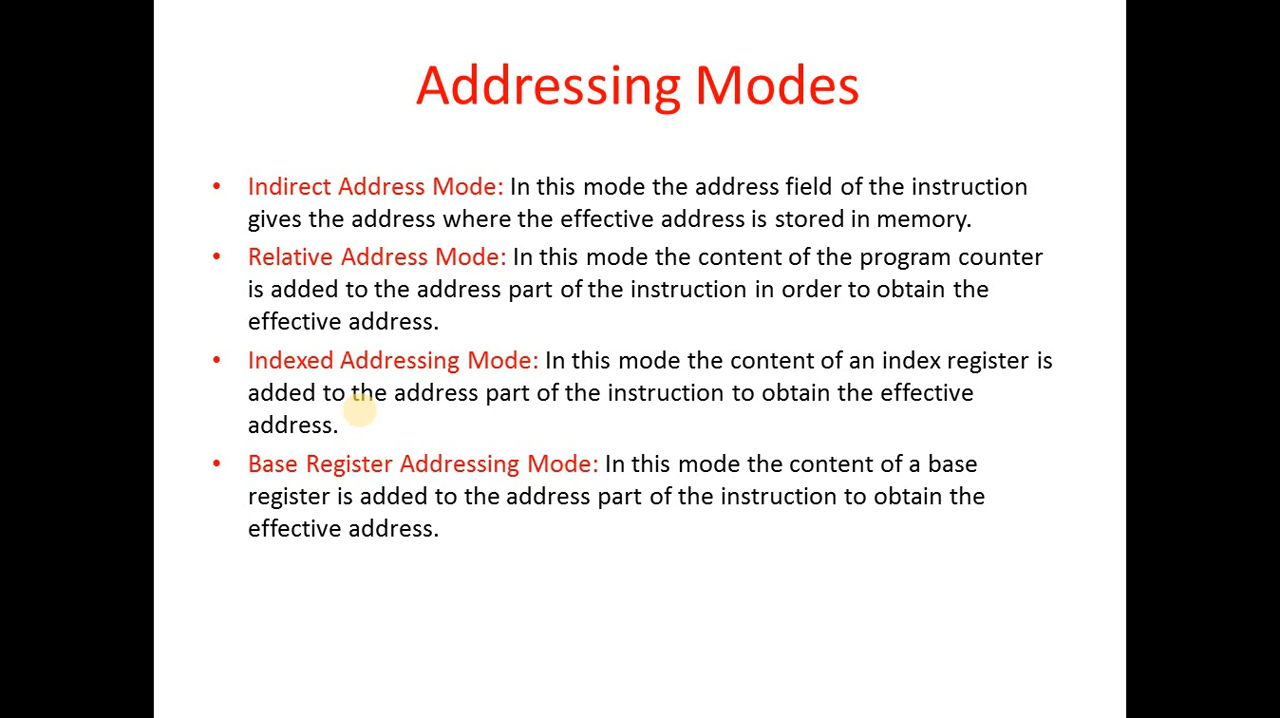 Addressing Modes
• Indirect Address Mode: In this mode the address field of the instruction
gives the address where the effective address is stored in memory.
• Relative Address Mode: In this mode the content of the program counter
is added to the address part of the instruction in order to obtain the
effective address.
• Indexed Addressing Mode: In this mode the content of an index register is
added to the address part of the instruction to obtain the effective
address.
• Base Register Addressing Mode: In this mode the content of a base
register is added to the address part of the instruction to obtain the
effective address.